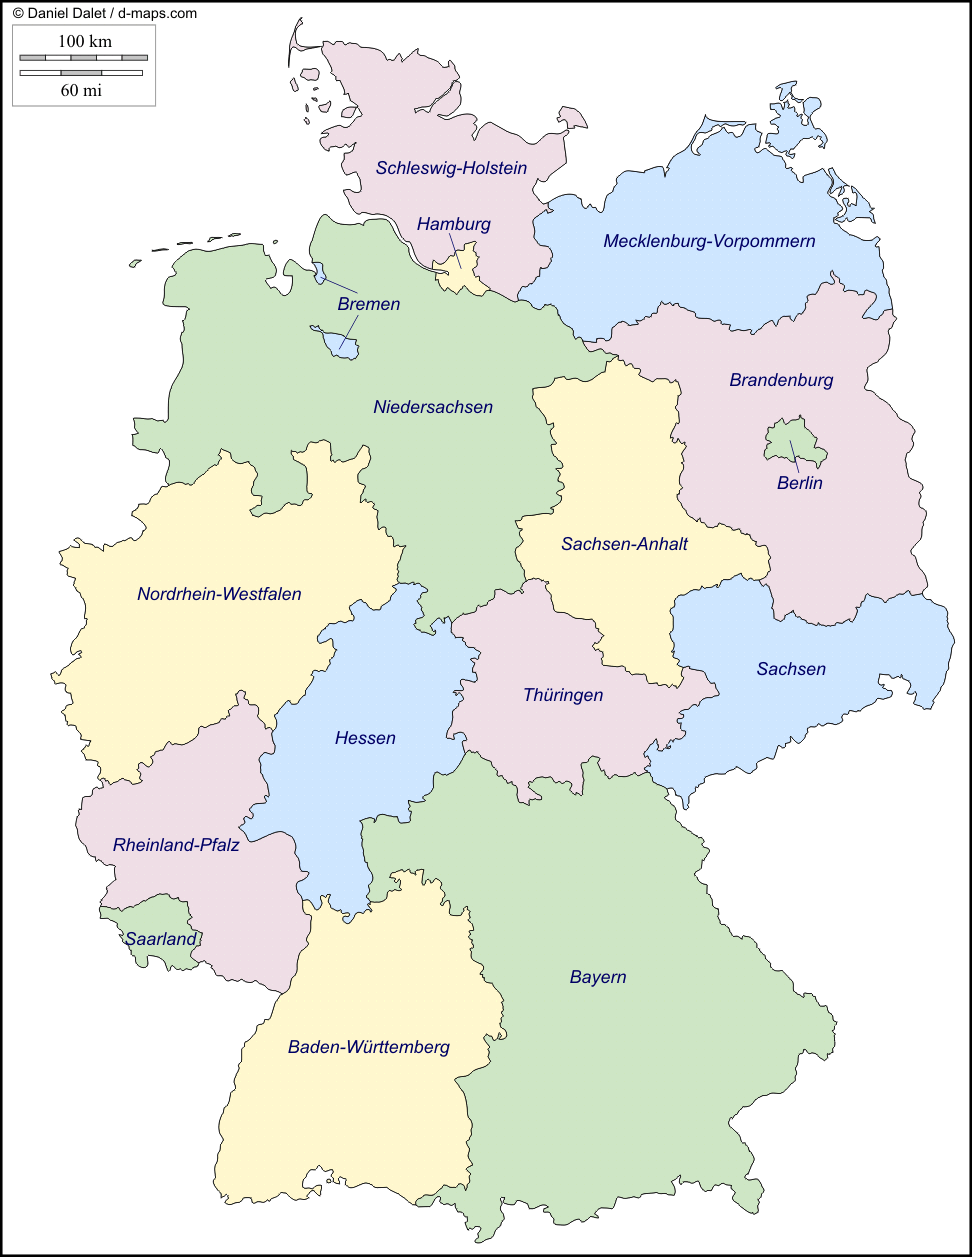 © Daniel Dalet / d-maps.com
100 km
60 mi
Schleswig-Holstein
Hamburg
Mecklenburg-Vorpommern
Bremen
Brandenburg
Niedersachsen
Berlin
Sachsen-Anhalt
Nordrhein-Westfalen
Sachsen
Thüringen
Hessen
Rheinland-Pfalz
Saarland
Bayern
Baden-Württemberg